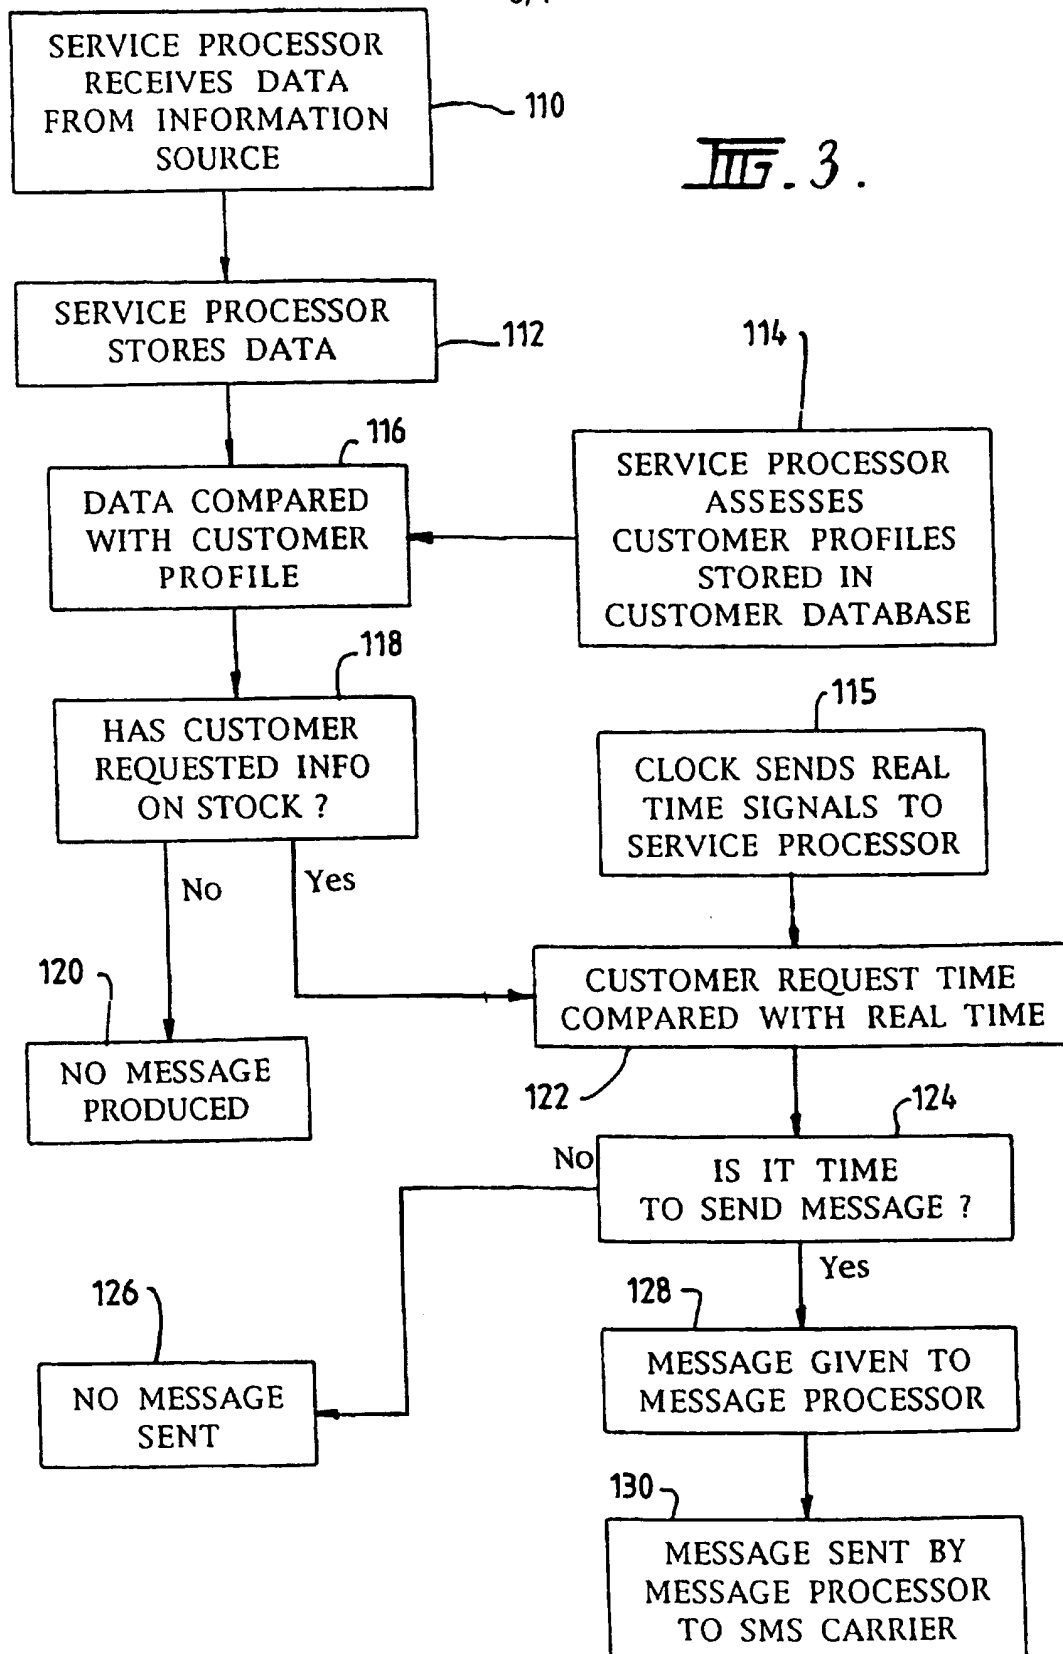 SERVICE PROCESSOR
RECEIVES DATA
FROM INFORMATION
SOURCE
110
FIG. 3.
SERVICE PROCESSOR
STORES DATA
112
114
116
DATA COMPARED
WITH CUSTOMER
PROFILE
SERVICE PROCESSOR
ASSESSES
CUSTOMER PROFILES
STORED IN
CUSTOMER DATABASE
118
HAS CUSTOMER
REQUESTED INFO
ON STOCK ?
115
CLOCK SENDS REAL
TIME SIGNALS TO
SERVICE PROCESSOR
No
Yes
120
NO MESSAGE
PRODUCED
CUSTOMER REQUEST TIME
COMPARED WITH REAL TIME
122
124
No
IS IT TIME
TO SEND MESSAGE ?
Yes
126
NO MESSAGE
SENT
128
MESSAGE GIVEN TO
MESSAGE PROCESSOR
130
MESSAGE SENT BY
MESSAGE PROCESSOR
TO SMS CARRIER